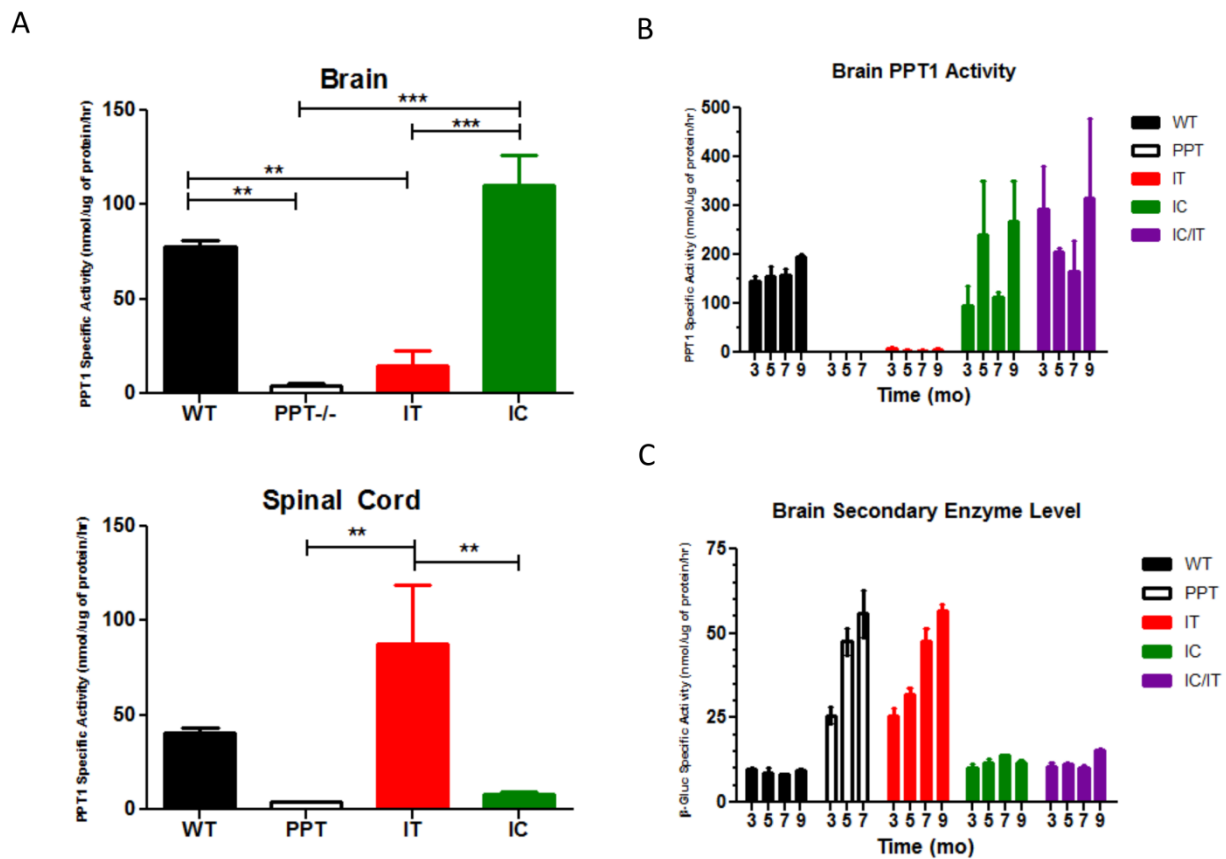 A
Brain
PPT1 Specific Activity (nmol/ug of protein/hr)
150
100
50
0
***
***
**
**
WT PPT-/- IT IC
Spinal Cord
PPT1 Specific Activity (nmol/ug of protein/hr)
150
100
50
0
**
**
WT PPT IT IC
B
Brain PPT1 Activity
PPT1 Specific Activity (nmol/ug of protein/hr)
500
400
300
200
100
0
3 5 7 9 3 5 7 3 5 7 9 3 5 7 9 3 5 7 9
Time (mo)
WT
PPT
IT
IC
IC/IT
C
Brain Secondary Enzyme Level
β-Gluc Specific Activity (nmol/ug of protein/hr)
75
50
25
0
3 5 7 9 3 5 7 3 5 7 9 3 5 7 9 3 5 7 9
Time (mo)
WT
PPT
IT
IC
IC/IT